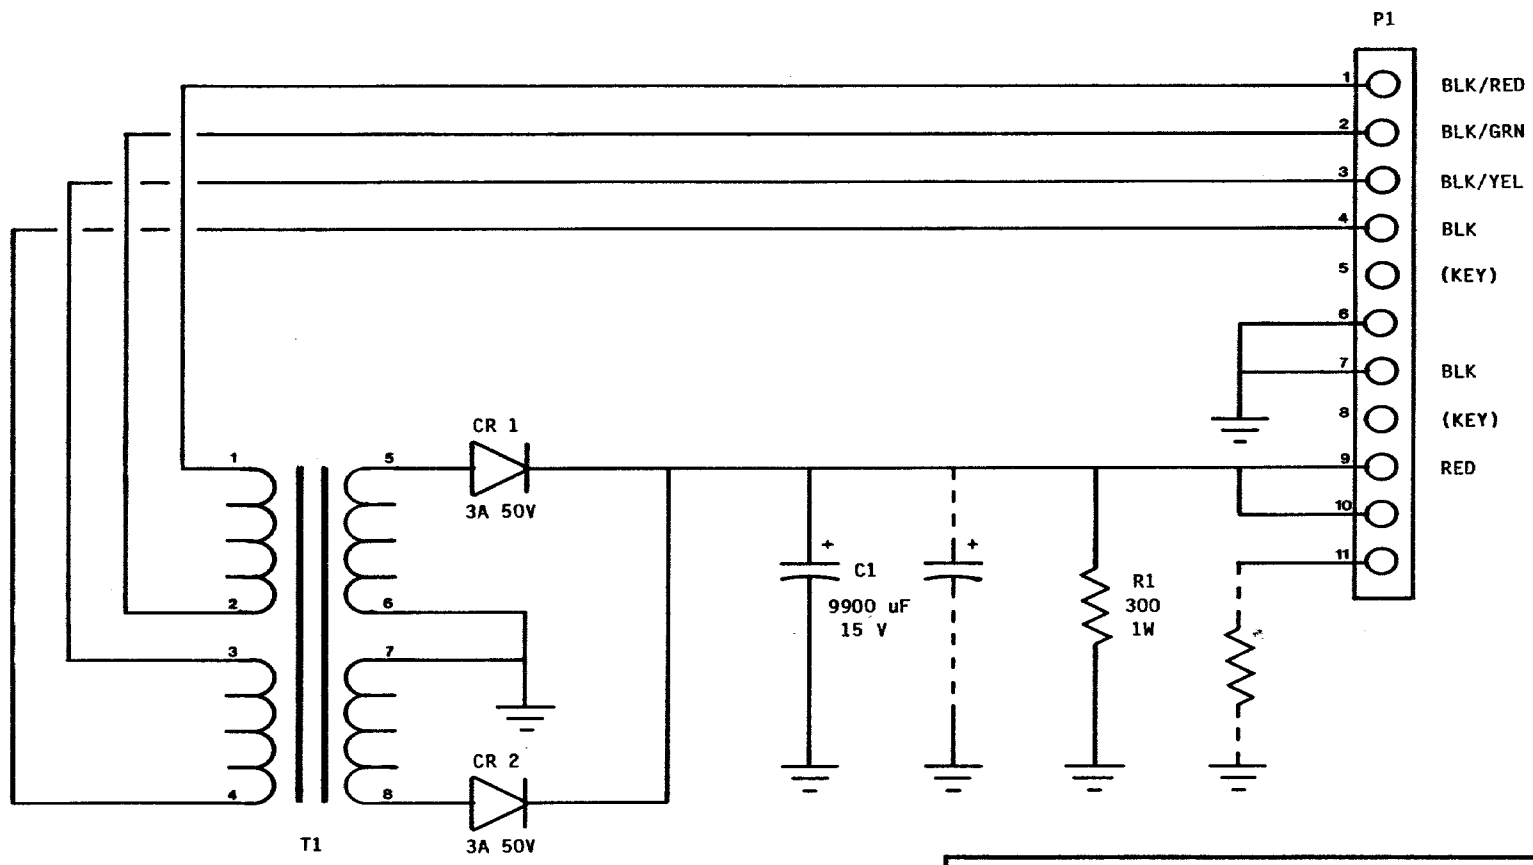 P1
1 BLK/RED
2 BLK/GRN
3 BLK/YEL
4 BLK
5 (KEY)
6
7 BLK
8 (KEY)
9 RED
10
11
CR 1
3A 50V
1 5
2 6
3 7
4 8
CR 2
3A 50V
T1
+
C1
9900 uF
15 V
+
R1
300
1W